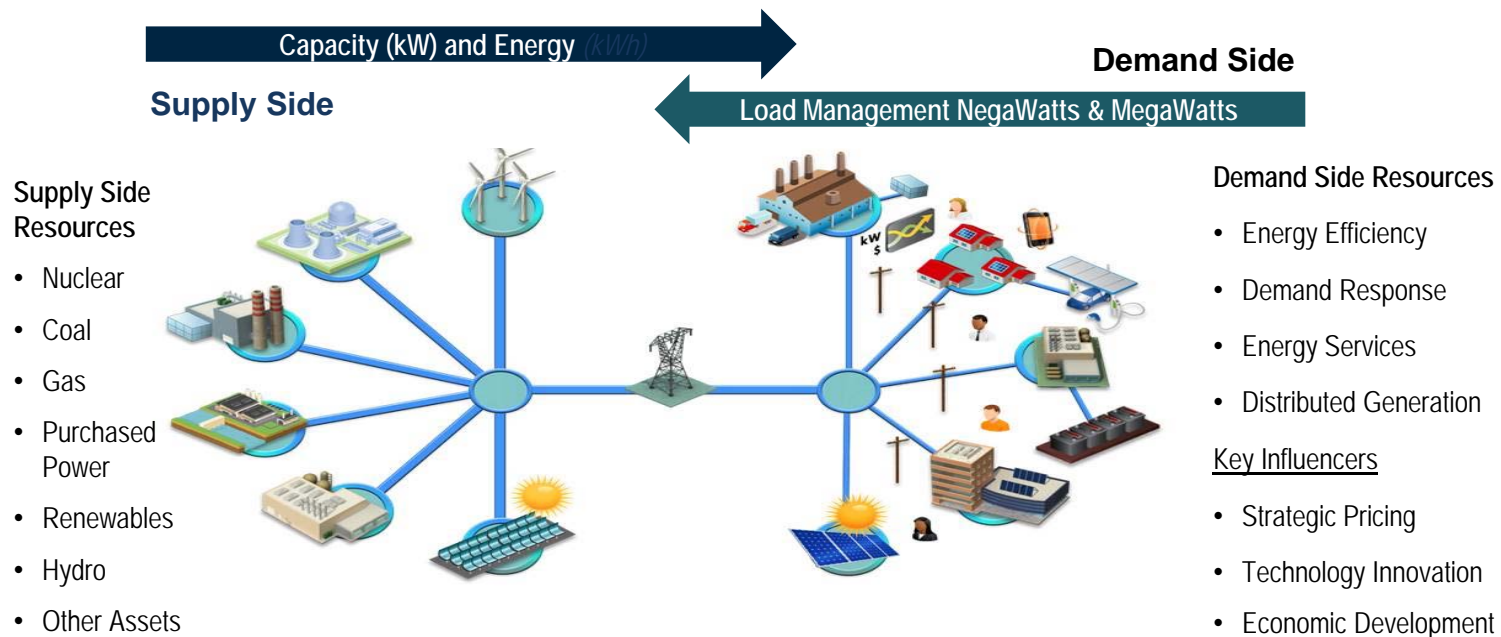 Capacity (kW) and Energy (kWh)
Demand Side
Supply Side
Load Management NegaWatts & MegaWatts
Supply Side
Resources
• Nuclear
• Coal
• Gas
• Purchased
Power
• Renewables
• Hydro
• Other Assets
kW
$
Demand Side Resources
• Energy Efficiency
• Demand Response
• Energy Services
• Distributed Generation
Key Influencers
• Strategic Pricing
• Technology Innovation
• Economic Development